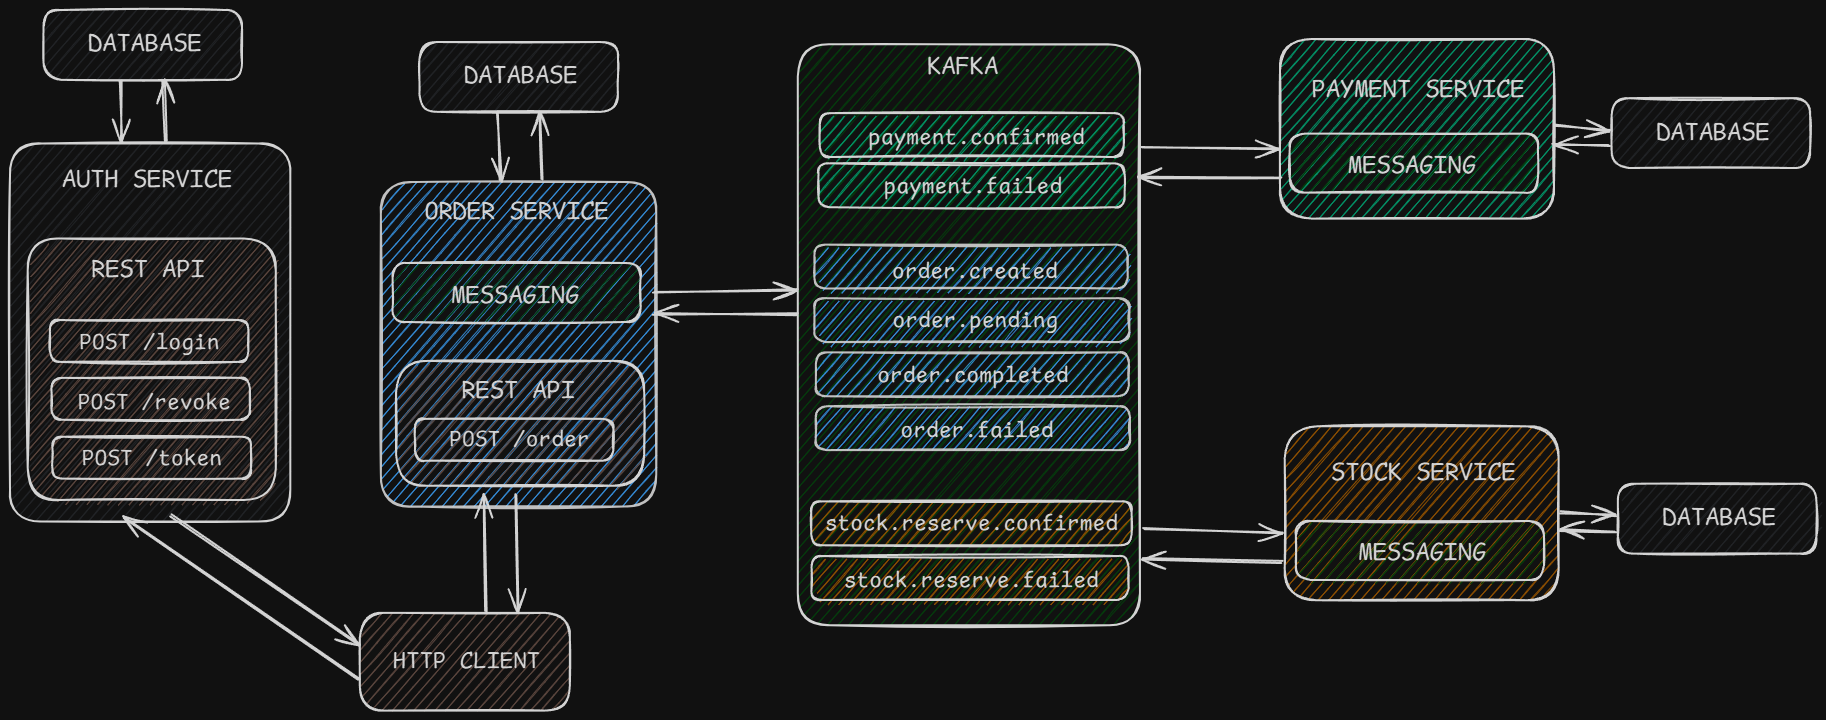 DATABASE
AUTH SERVICE
REST API
POST /login
POST /revoke
POST /token
DATABASE
ORDER SERVICE
MESSAGING
REST API
POST /order
HTTP CLIENT
KAFKA
payment.confirmed
payment.failed
order.created
order.pending
order.completed
order.failed
stock.reserve.confirmed
stock.reserve.failed
PAYMENT SERVICE
MESSAGING
DATABASE
STOCK SERVICE
MESSAGING
DATABASE